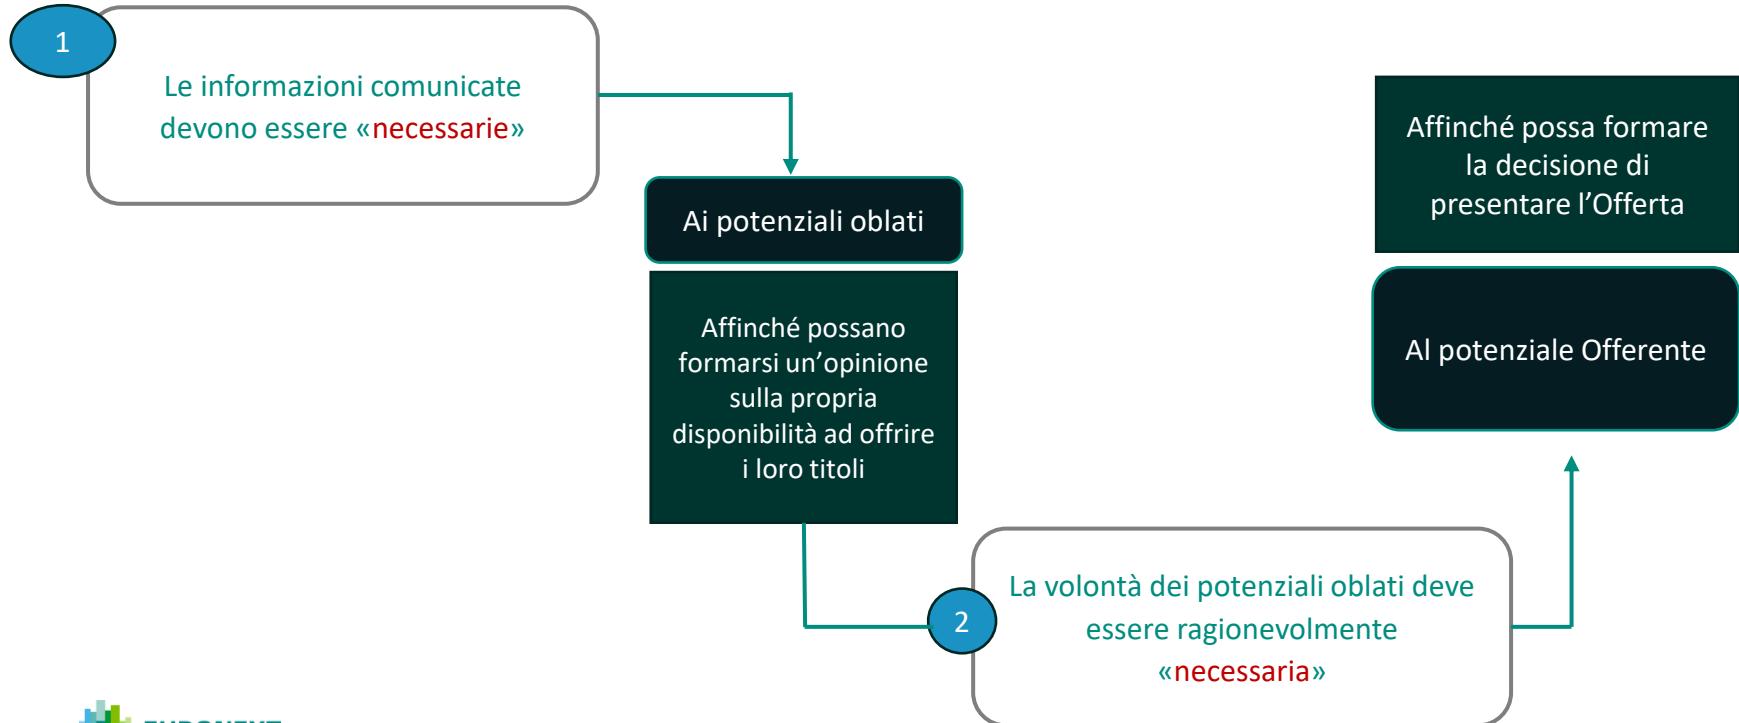 1
Le informazioni comunicate
devono essere «necessarie»
Ai potenziali oblati
Affinché possano
formarsi un’opinione
sulla propria
disponibilità ad offrire
i loro titoli
2
La volontà dei potenziali oblati deve
essere ragionevolmente
«necessaria»
Affinché possa formare
la decisione di
presentare l’Offerta
Al potenziale Offerente
EURONEXT